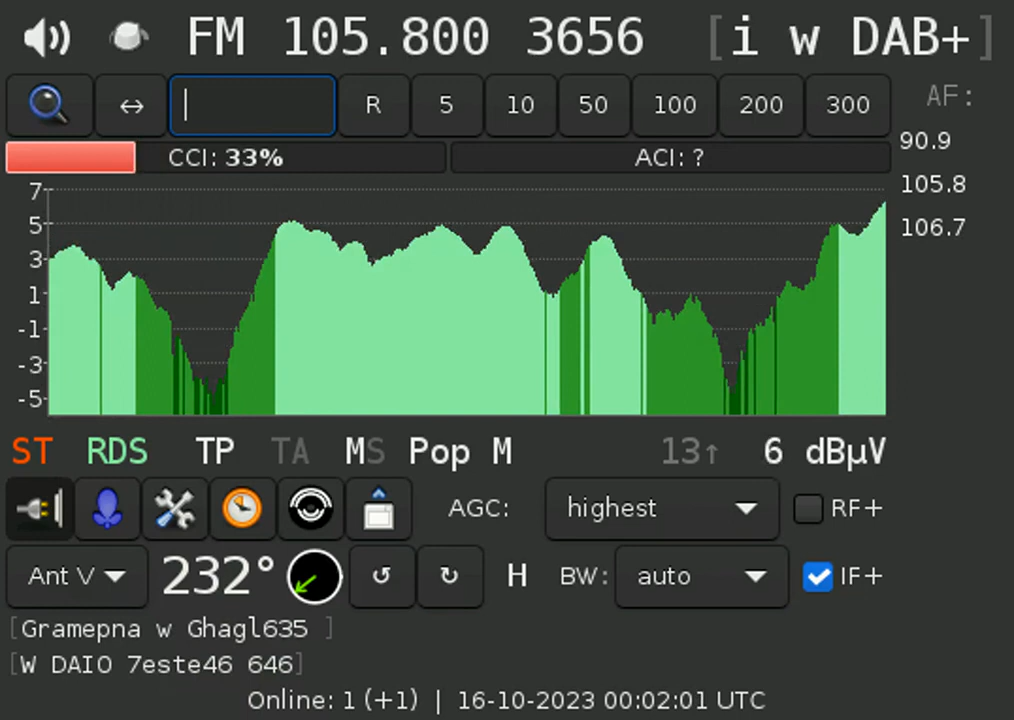 FM 105.800 3656 [i w DAB+]
R 5 10 50 100 200 300 AF:
CCI: 33% ACI: ? 90.9
105.8
106.7
7
5
3
1
-1
-3
-5
ST RDS TP TA MS Pop M 13↑ 6 dBµV
AGC: highest RF+
Ant V 232° H BW: auto IF+
[Gramepna w Ghagl635 ]
[W DAIO 7este46 646]
Online: 1 (+1) | 16-10-2023 00:02:01 UTC